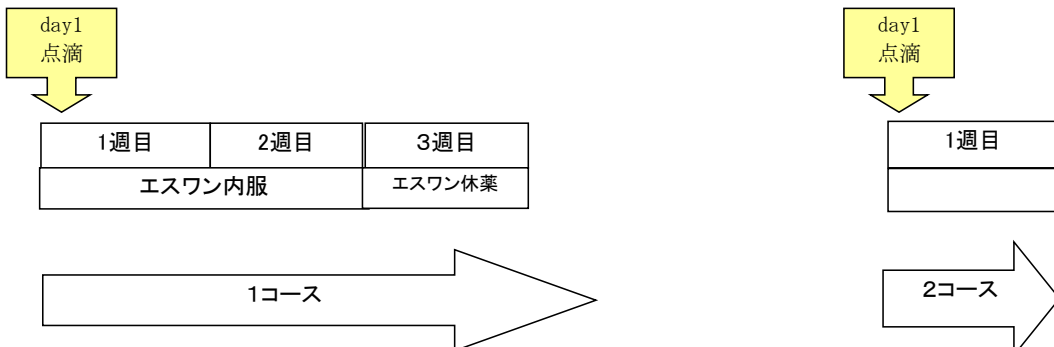 day1
点滴
day1
点滴
1週目
2週目
３週目
1週目
エスワン内服
エスワン休薬
１コース
２コース